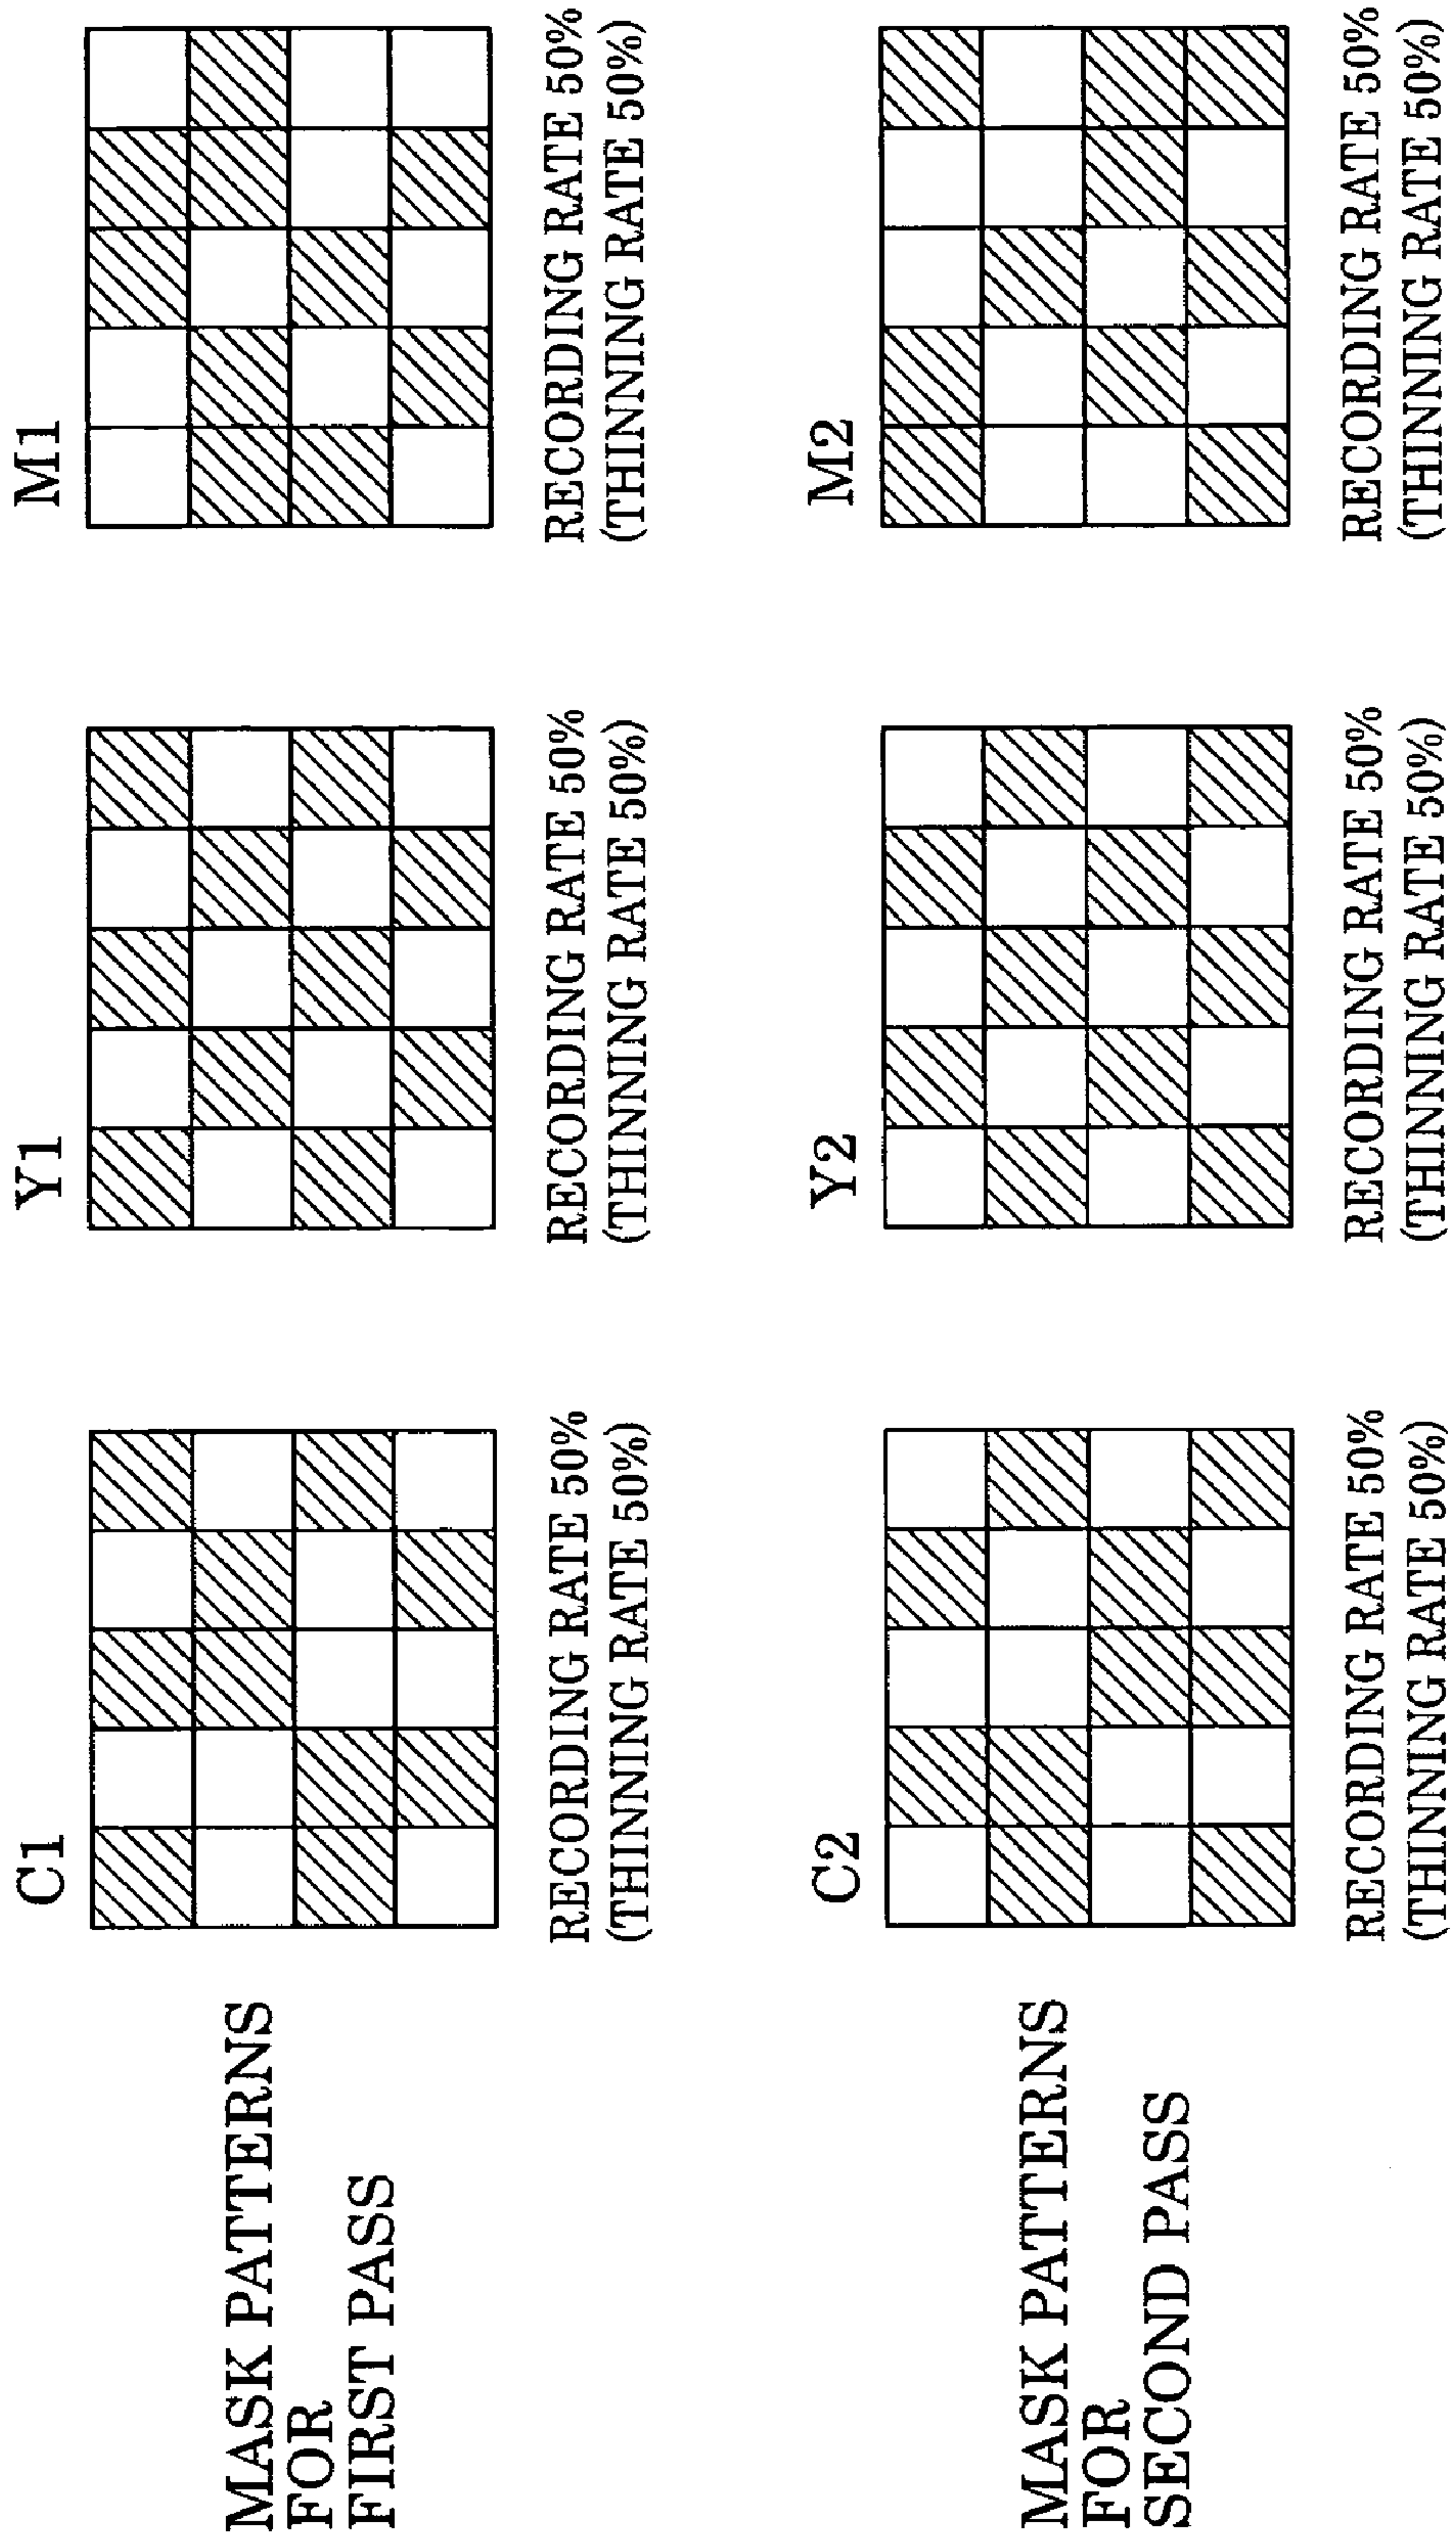 MASK PATTERNS
FOR
FIRST PASS
C1
RECORDING RATE 50%
(THINNING RATE 50%)
Y1
RECORDING RATE 50%
(THINNING RATE 50%)
M1
RECORDING RATE 50%
(THINNING RATE 50%)
MASK PATTERNS
FOR
SECOND PASS
C2
RECORDING RATE 50%
(THINNING RATE 50%)
Y2
RECORDING RATE 50%
(THINNING RATE 50%)
M2
RECORDING RATE 50%
(THINNING RATE 50%)